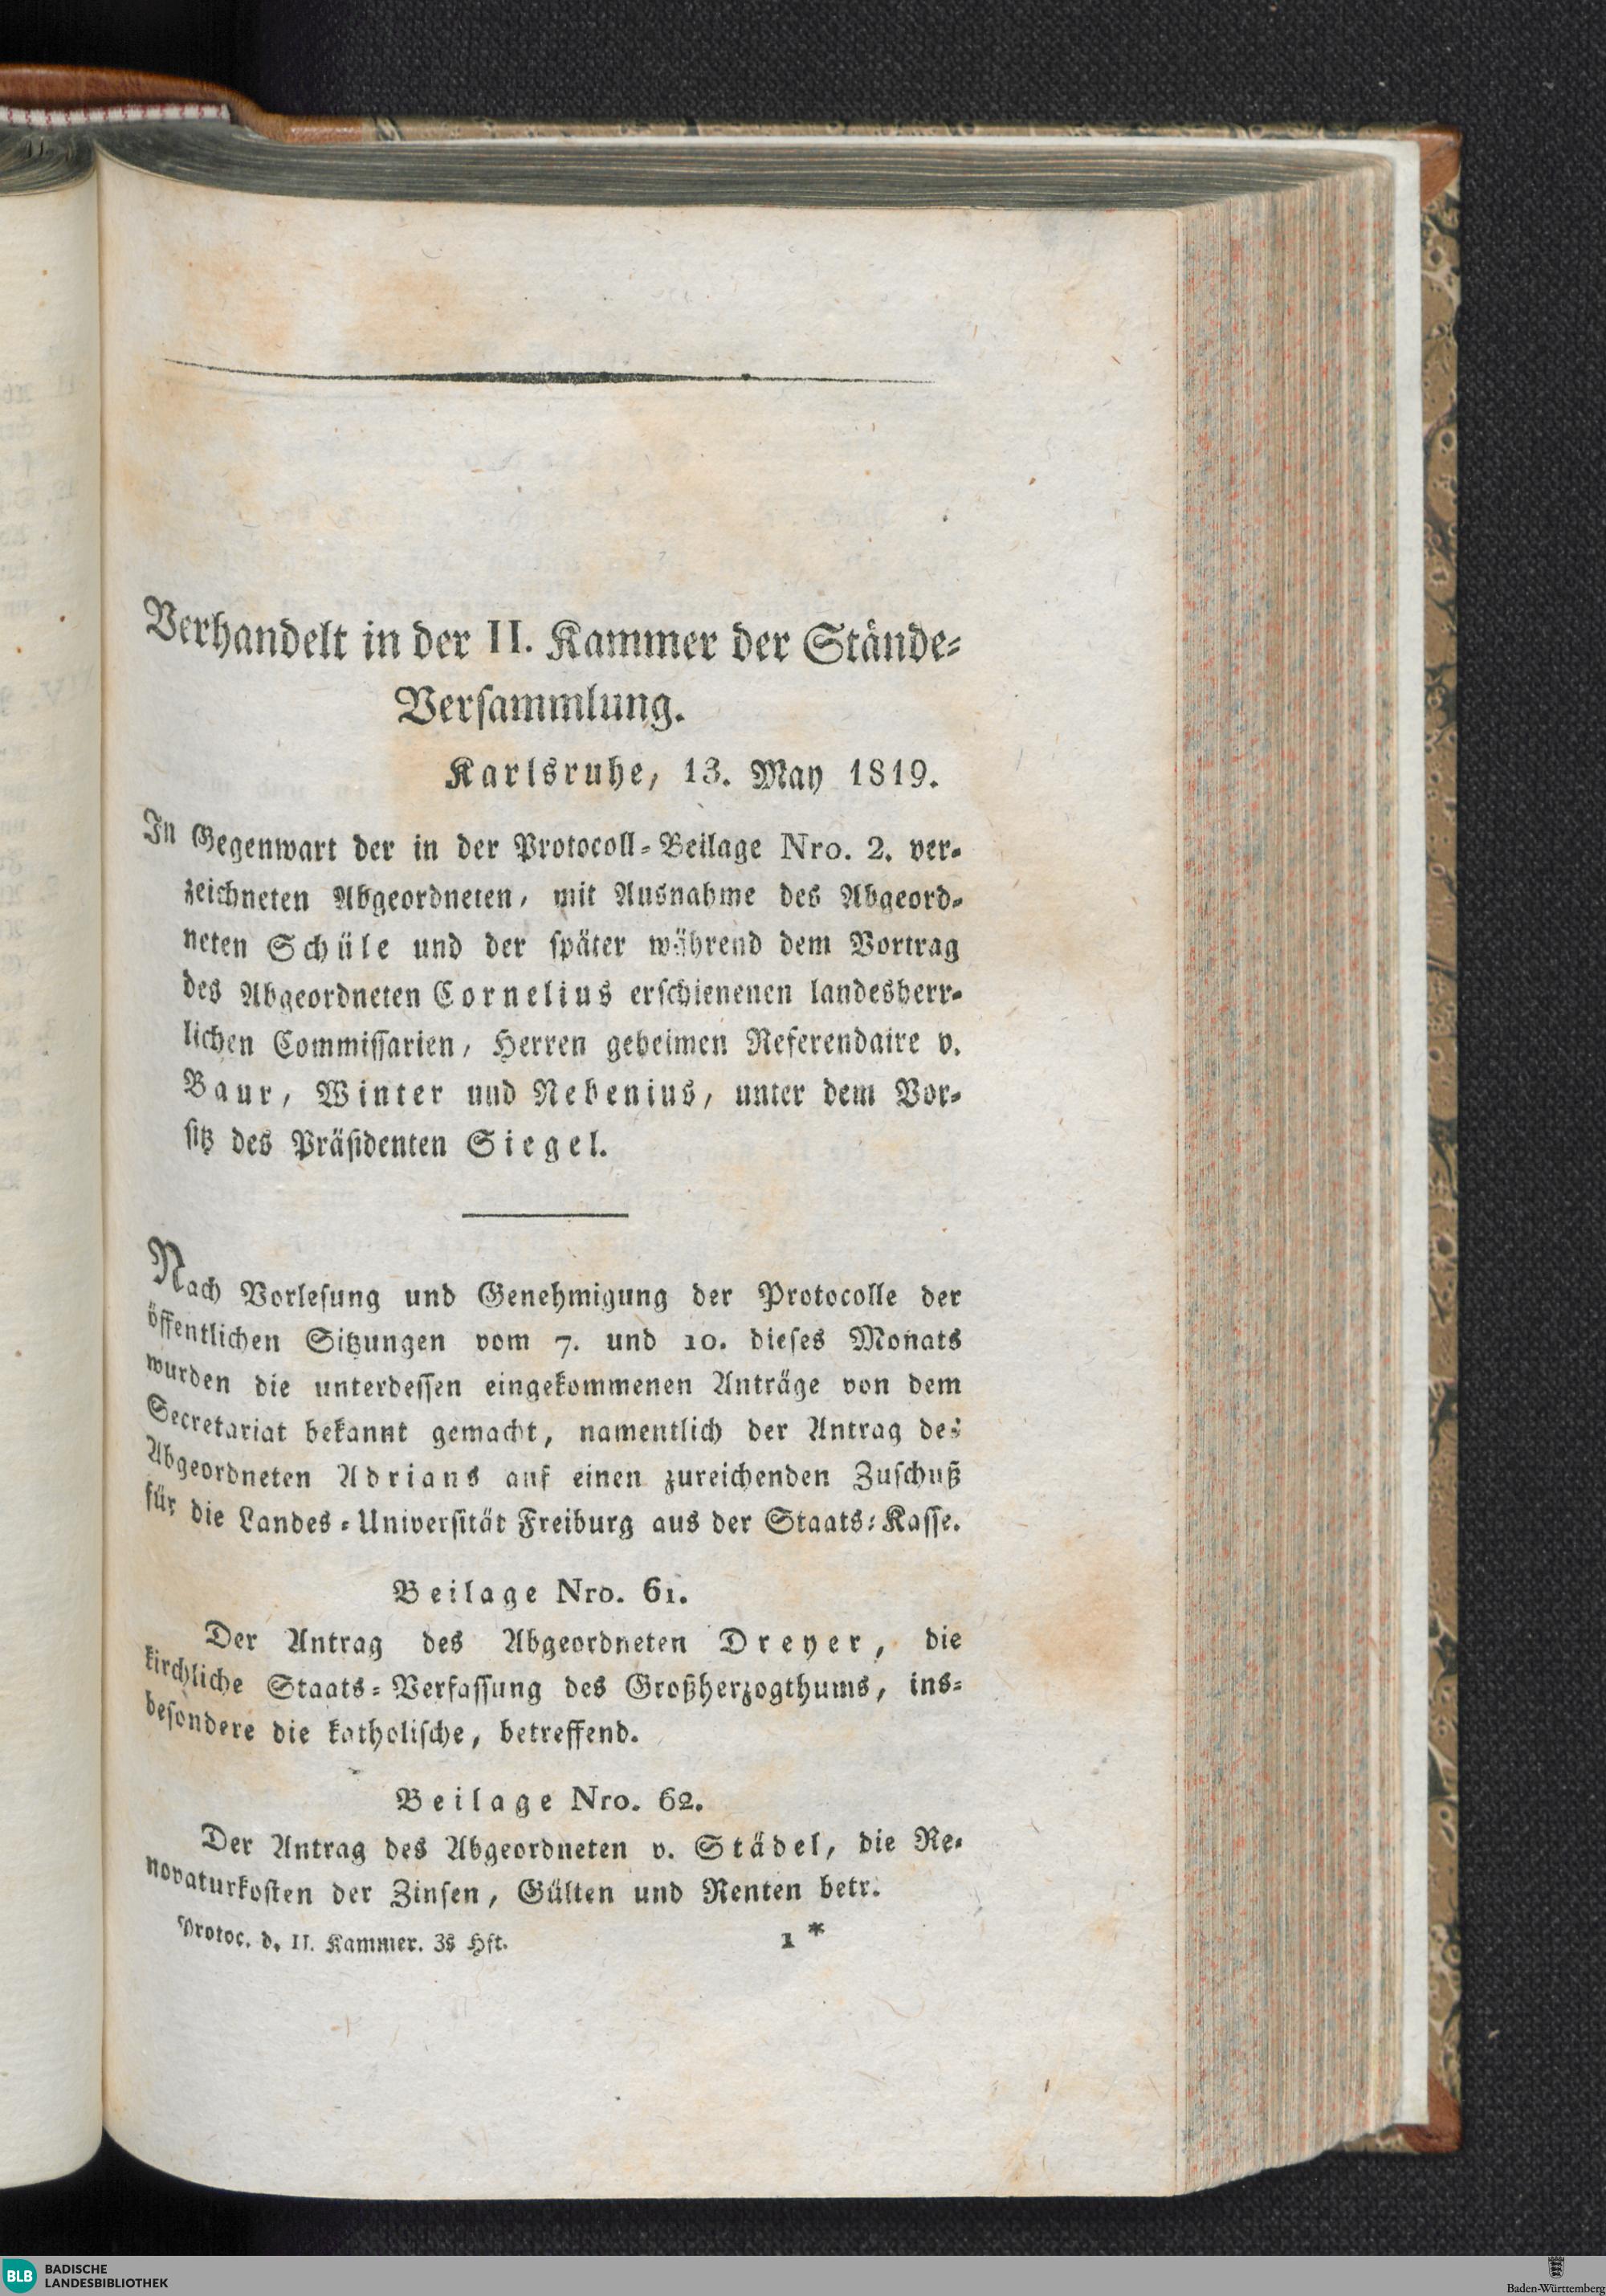 Verhandelt in der II. Kammer der Stände-
Versammlung.
Karlsruhe, 13. May 1819.
In Gegenwart der in der Protocoll-Beilage Nro. 2. ver-
zeichneten Abgeordneten, mit Ausnahme des Abgeord-
neten Schüle und der später während dem Vortrag
des Abgeordneten Cornelius erschienenen landesherr-
lichen Commissarien, Herren geheimen Referendaire v.
Baur, Winter und Nebenius, unter dem Vor-
sitz des Präsidenten Siegel.
Nach Vorlesung und Genehmigung der Protocolle der
öffentlichen Sitzungen vom 7. und 10. dieses Monats
wurden die unterdessen eingekommenen Anträge von dem
Secretariat bekannt gemacht, namentlich der Antrag des
Abgeordneten Adrians auf einen zureichenden Zuschuß
für die Landes-Universität Freiburg aus der Staats-Kasse.
Beilage Nro. 61.
Der Antrag des Abgeordneten Dreyer, die
kirchliche Staats-Verfassung des Großherzogthums, ins-
besondere die katholische, betreffend.
Beilage Nro. 62.
Der Antrag des Abgeordneten v. Städel, die Re-
novaturkosten der Zinsen, Gülten und Renten betr.
Protoc. d. II. Kammer. 3s Hft. 1*
BLB BADISCHE
LANDESBIBLIOTHEK
Baden-Württemberg